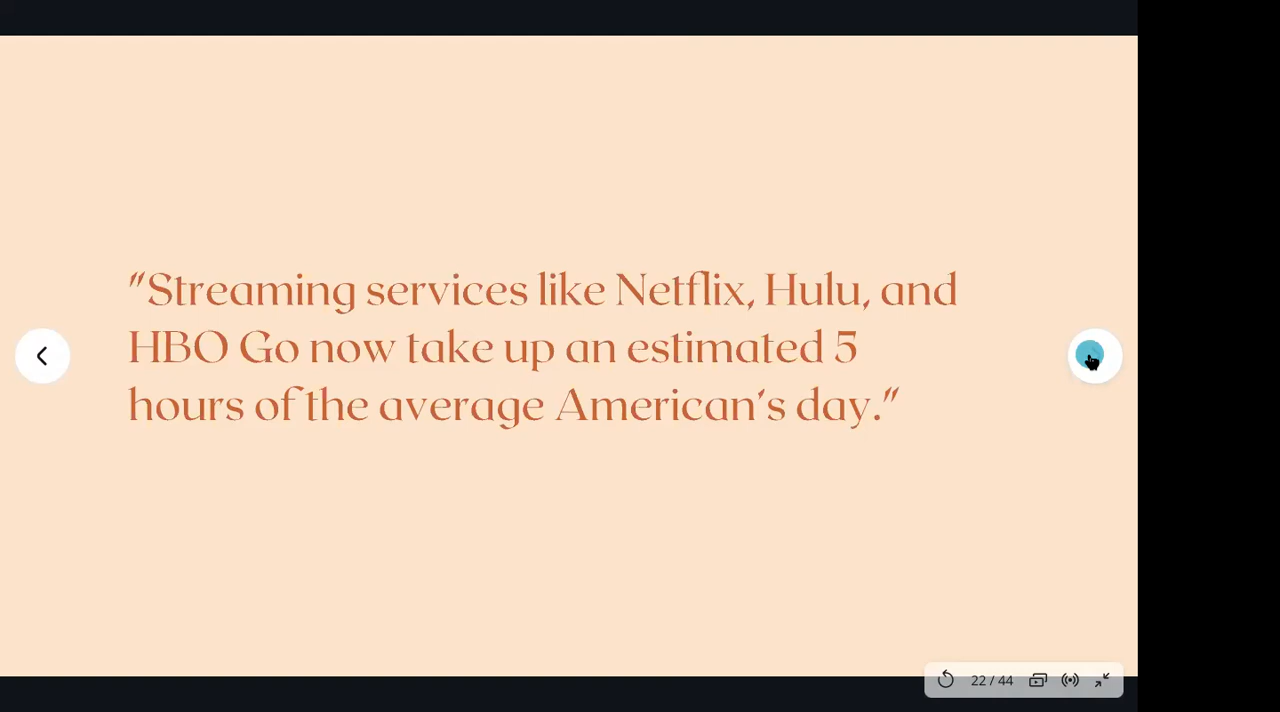 "Streaming services like Netflix, Hulu, and
HBO Go now take up an estimated 5
hours of the average American's day."
22 / 44